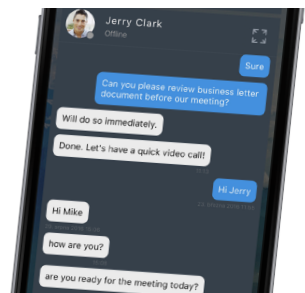 Jerry Clark
Offline
Sure
Can you please review business letter
document before our meeting?
Will do so immediately.
Done. Let's have a quick video call!
Hi Jerry
Hi Mike
how are you?
are you ready for the meeting today?